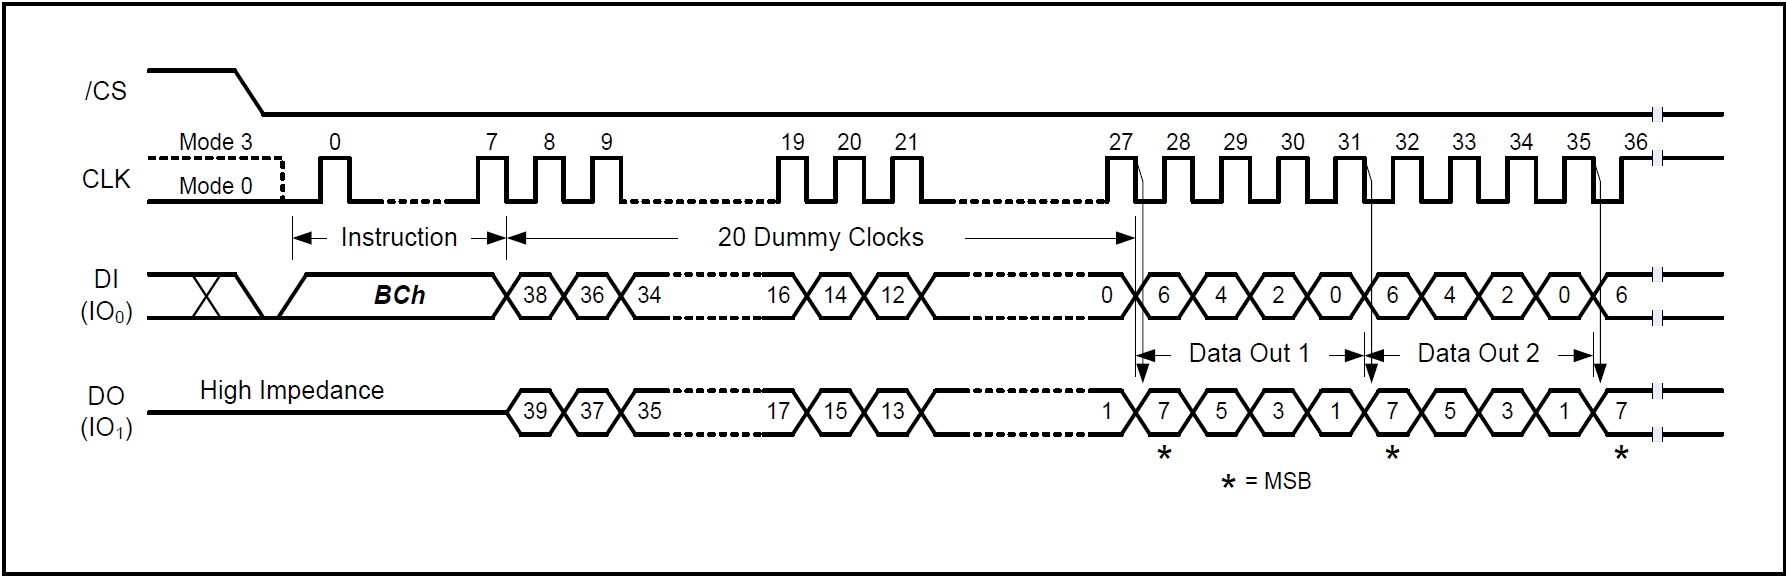 /CS
Mode 3 0 7 8 9 19 20 21 27 28 29 30 31 32 33 34 35 36
CLK
Mode 0
Instruction 20 Dummy Clocks
DI
(IO₀)
BCh 38 36 34 16 14 12 0 6 4 2 0 6 4 2 0 6
Data Out 1 Data Out 2
High Impedance
DO
(IO₁)
39 37 35 17 15 13 1 7 5 3 1 7 5 3 1 7
* * *
* = MSB